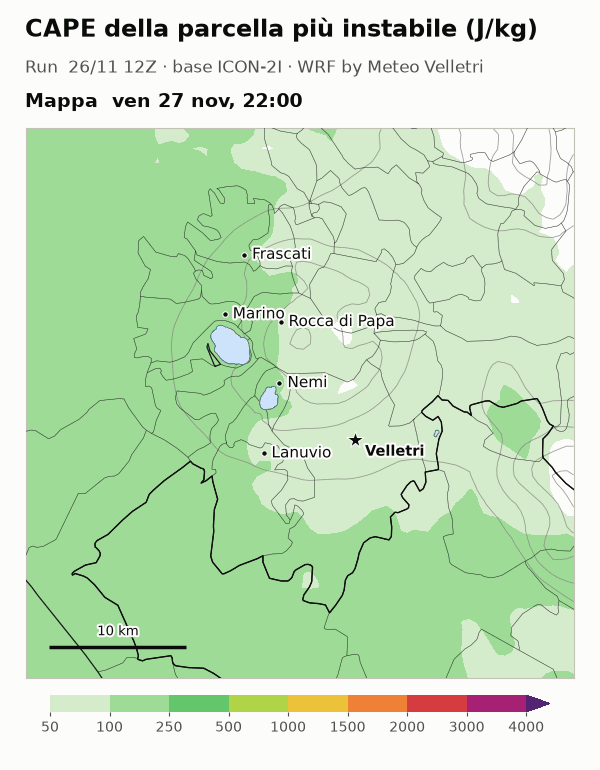 CAPE della parcella più instabile (J/kg)
Run  26/11 12Z · base ICON-2I · WRF by Meteo Velletri
Mappa  ven 27 nov, 22:00
Frascati
Marino
Rocca di Papa
Nemi
Velletri
Lanuvio
10 km
50 100 250 500 1000 1500 2000 3000 4000